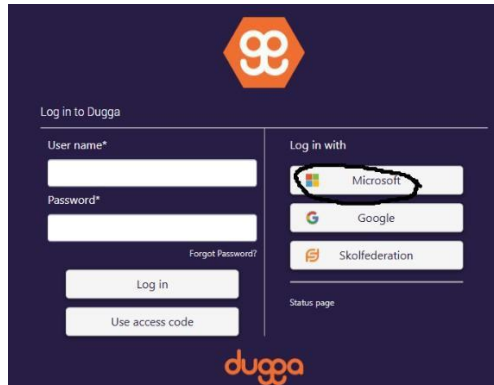 Log in to Dugga
User name*
Password*
Forgot Password?
Log in
Use access code
Log in with
Microsoft
Google
Skolfederation
Status page
dugga